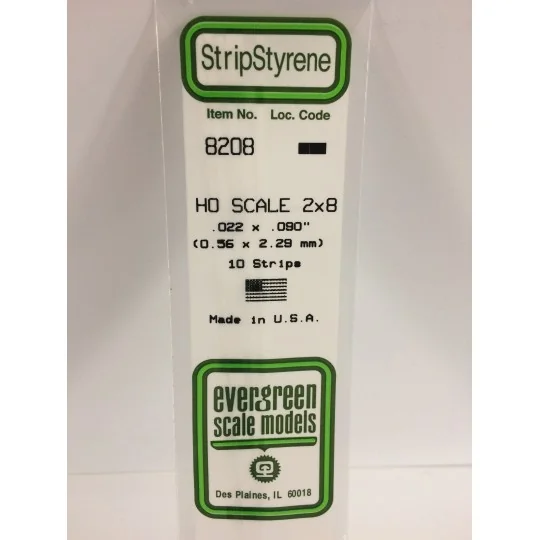 StripStyrene
Item No. Loc. Code
8208
HO SCALE 2x8
.022 x .090"
(0.56 x 2.29 mm)
10 Strips
Made in U.S.A.
evergreen
scale models
Des Plaines, IL 60018